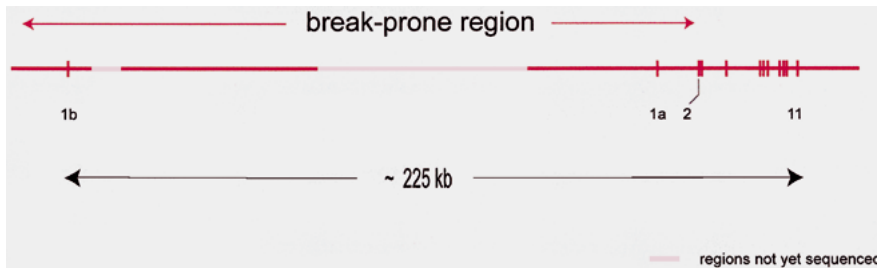 break-prone region
1b
1a
2
11
~ 225 kb
regions not yet sequenced